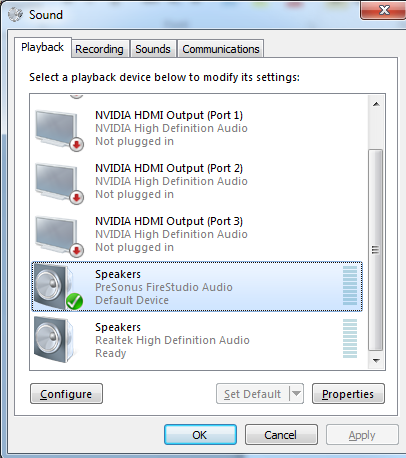 Sound
Playback Recording Sounds Communications
Select a playback device below to modify its settings:
NVIDIA HDMI Output (Port 1)
NVIDIA High Definition Audio
Not plugged in
NVIDIA HDMI Output (Port 2)
NVIDIA High Definition Audio
Not plugged in
NVIDIA HDMI Output (Port 3)
NVIDIA High Definition Audio
Not plugged in
Speakers
PreSonus FireStudio Audio
Default Device
Speakers
Realtek High Definition Audio
Ready
Configure Set Default Properties
OK Cancel Apply